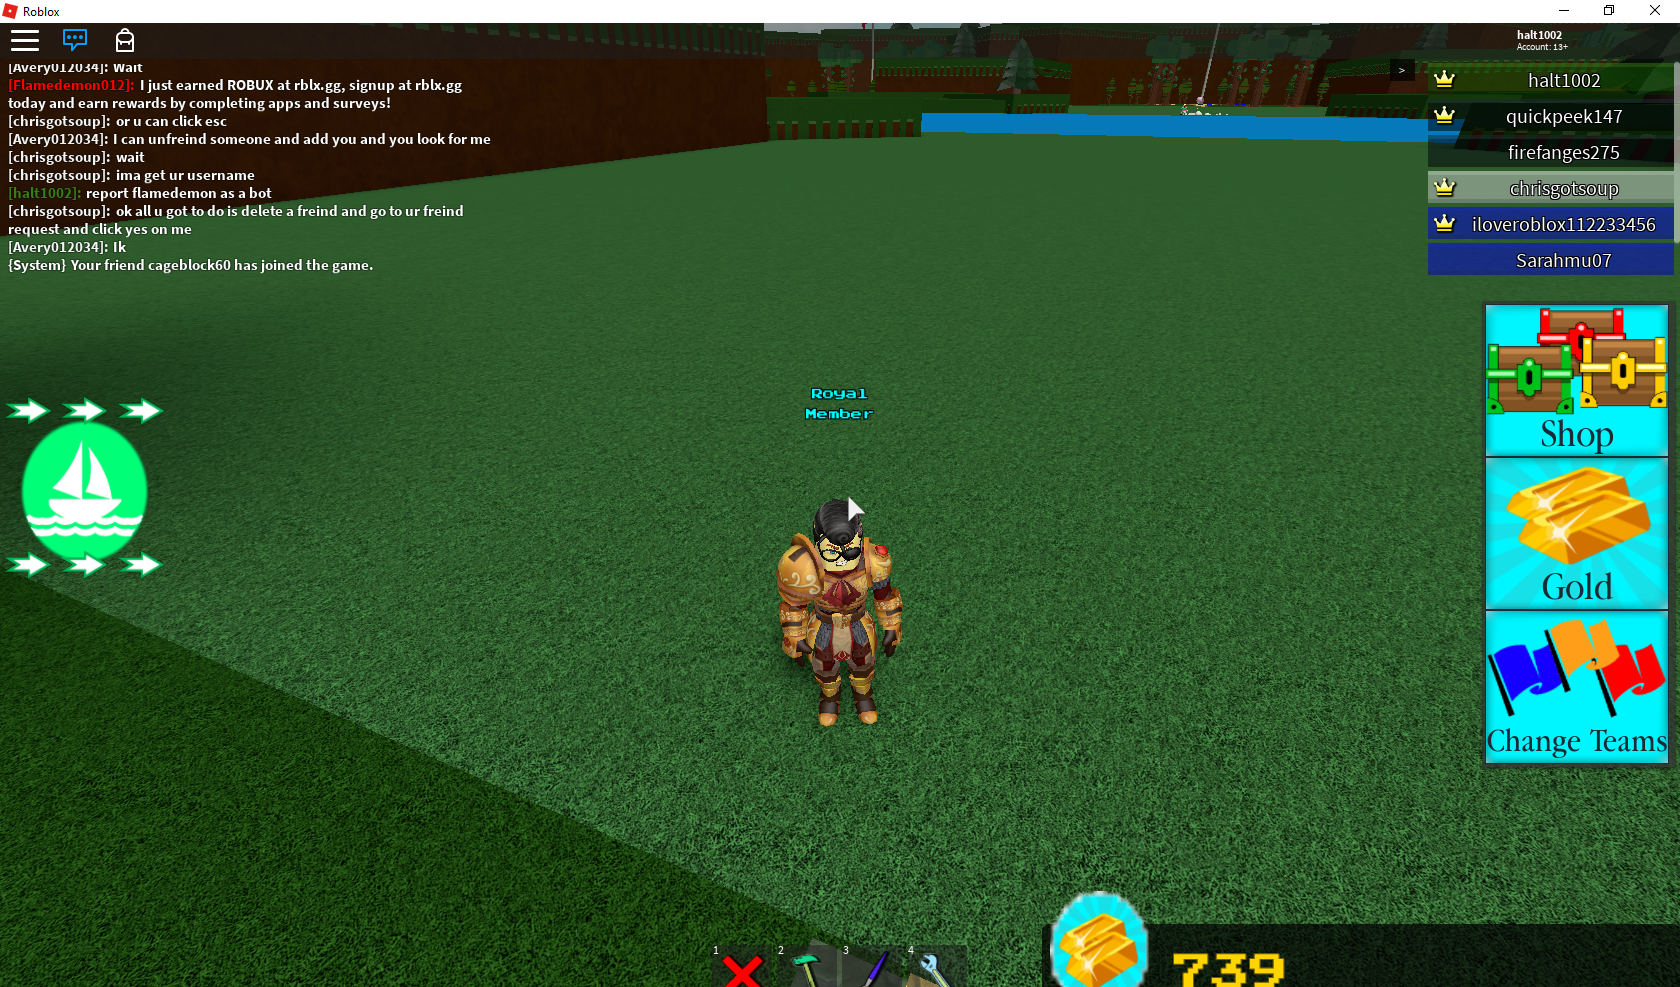 Roblox
halt1002
Account: 13+
[Avery012034]: Wait
[Flamedemon012]: I just earned ROBUX at rblx.gg, signup at rblx.gg
today and earn rewards by completing apps and surveys!
[chrisgotsoup]: or u can click esc
[Avery012034]: I can unfreind someone and add you and you look for me
[chrisgotsoup]: wait
[chrisgotsoup]: ima get ur username
[halt1002]: report flamedemon as a bot
[chrisgotsoup]: ok all u got to do is delete a freind and go to ur freind
request and click yes on me
[Avery012034]: Ik
{System} Your friend cageblock60 has joined the game.
>
halt1002
quickpeek147
firefanges275
chrisgotsoup
iloveroblox112233456
Sarahmu07
Royal
Member
Shop
Gold
Change Teams
1
2
3
4
739